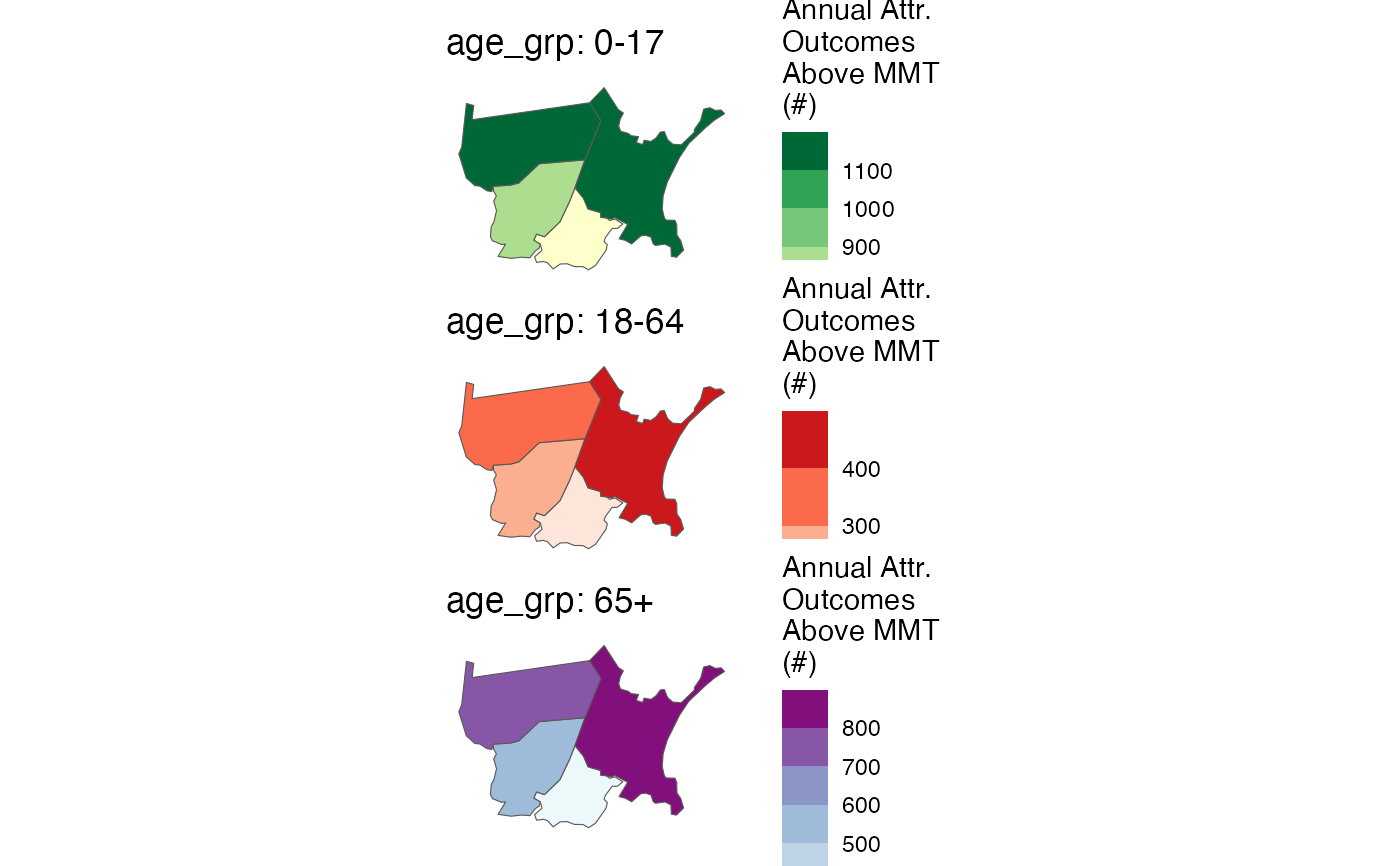 Annual Attr.
Outcomes
Above MMT
(#)
age_grp: 0-17
1100
1000
900
Annual Attr.
Outcomes
Above MMT
(#)
age_grp: 18-64
400
300
Annual Attr.
Outcomes
Above MMT
(#)
age_grp: 65+
800
700
600
500